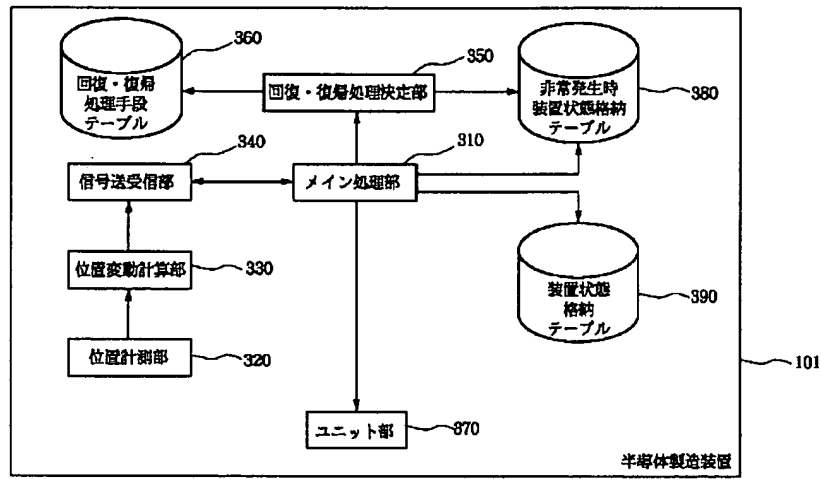 360
回復・復帰
処理手段
テーブル
350
回復・復帰処理決定部
非常発生時
装置状態格納
テーブル
380
340
信号送受信部
310
メイン処理部
位置変動計算部
330
装置状態
格納
テーブル
390
位置計測部
320
101
ユニット部
370
半導体製造装置